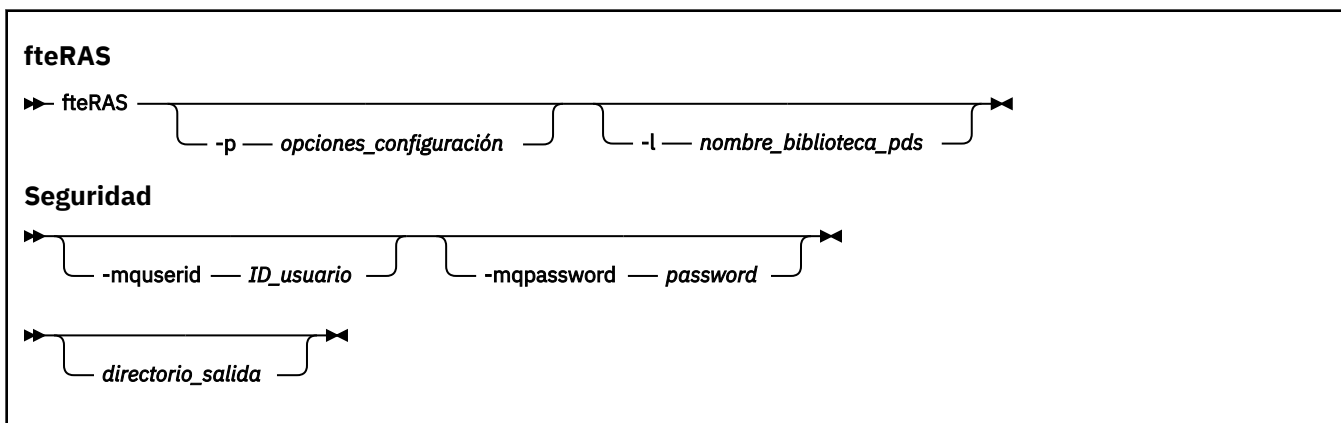 fteRAS
fteRAS
-p opciones_configuración -l nombre_biblioteca_pds
Seguridad
-mquserid ID_usuario -mqpassword password
directorio_salida